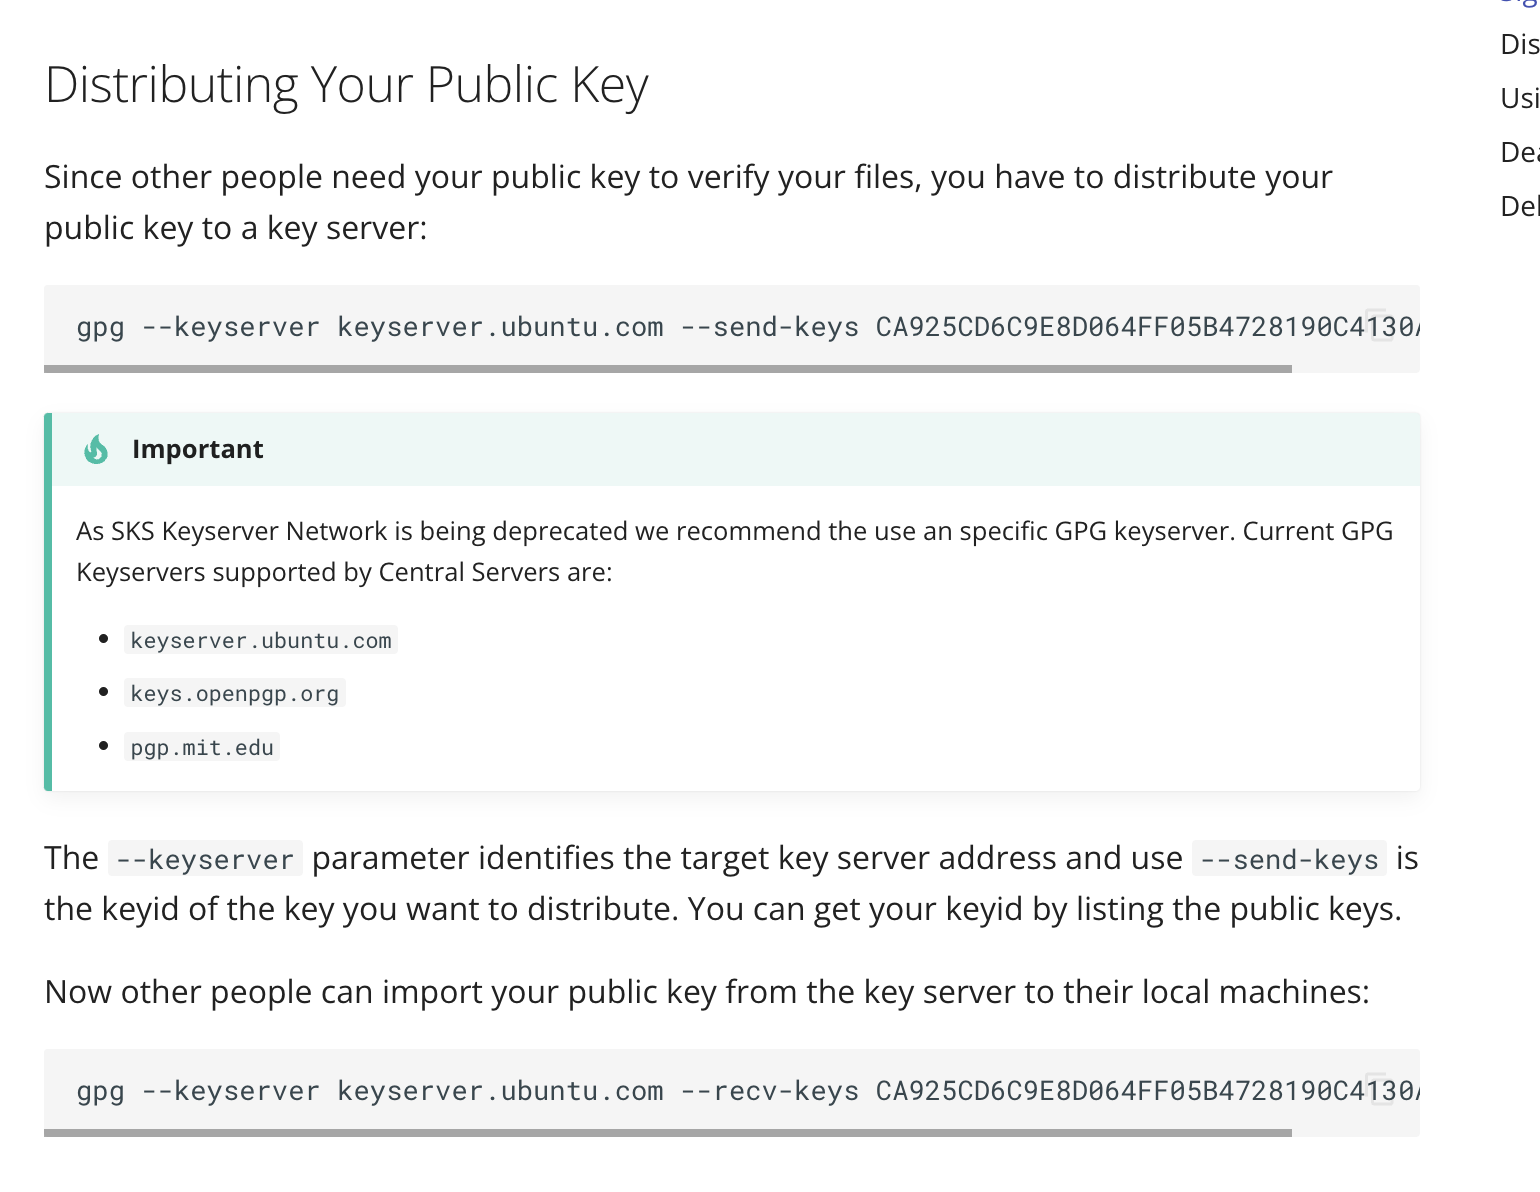 Distributing Your Public Key
Since other people need your public key to verify your files, you have to distribute your
public key to a key server:
gpg --keyserver keyserver.ubuntu.com --send-keys CA925CD6C9E8D064FF05B4728190C4130A
Important
As SKS Keyserver Network is being deprecated we recommend the use an specific GPG keyserver. Current GPG
Keyservers supported by Central Servers are:
• keyserver.ubuntu.com
• keys.openpgp.org
• pgp.mit.edu
The --keyserver parameter identifies the target key server address and use --send-keys is
the keyid of the key you want to distribute. You can get your keyid by listing the public keys.
Now other people can import your public key from the key server to their local machines:
gpg --keyserver keyserver.ubuntu.com --recv-keys CA925CD6C9E8D064FF05B4728190C4130A
Dis
Usi
Dea
Del